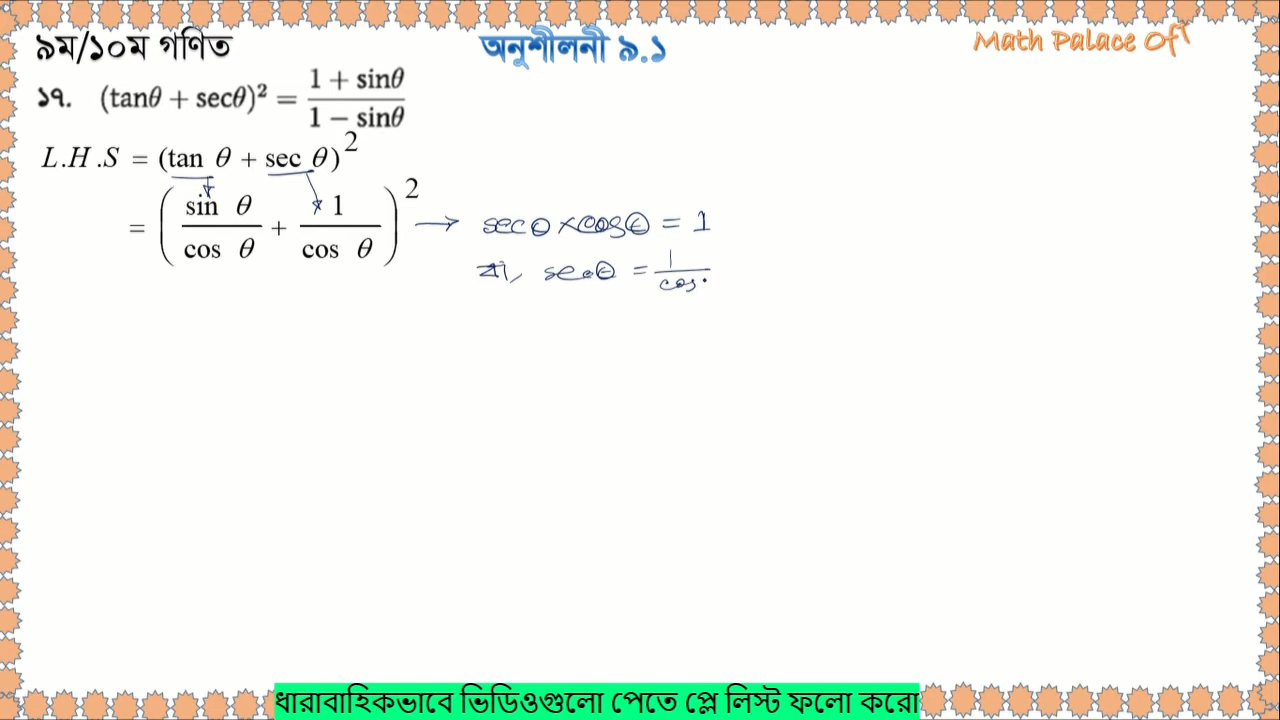 ৯ম/১০ম গণিত
অনুশীলনী ৯.১
Math Palace Of
১৭. (tanθ + secθ)² = (1 + sinθ)/(1 − sinθ)
L.H.S = (tan θ + sec θ)²
= (sin θ/cos θ + 1/cos θ)² → secθ × cosθ = 1
বা, secθ = 1/cos
ধারাবাহিকভাবে ভিডিওগুলো পেতে প্লে লিস্ট ফলো করো